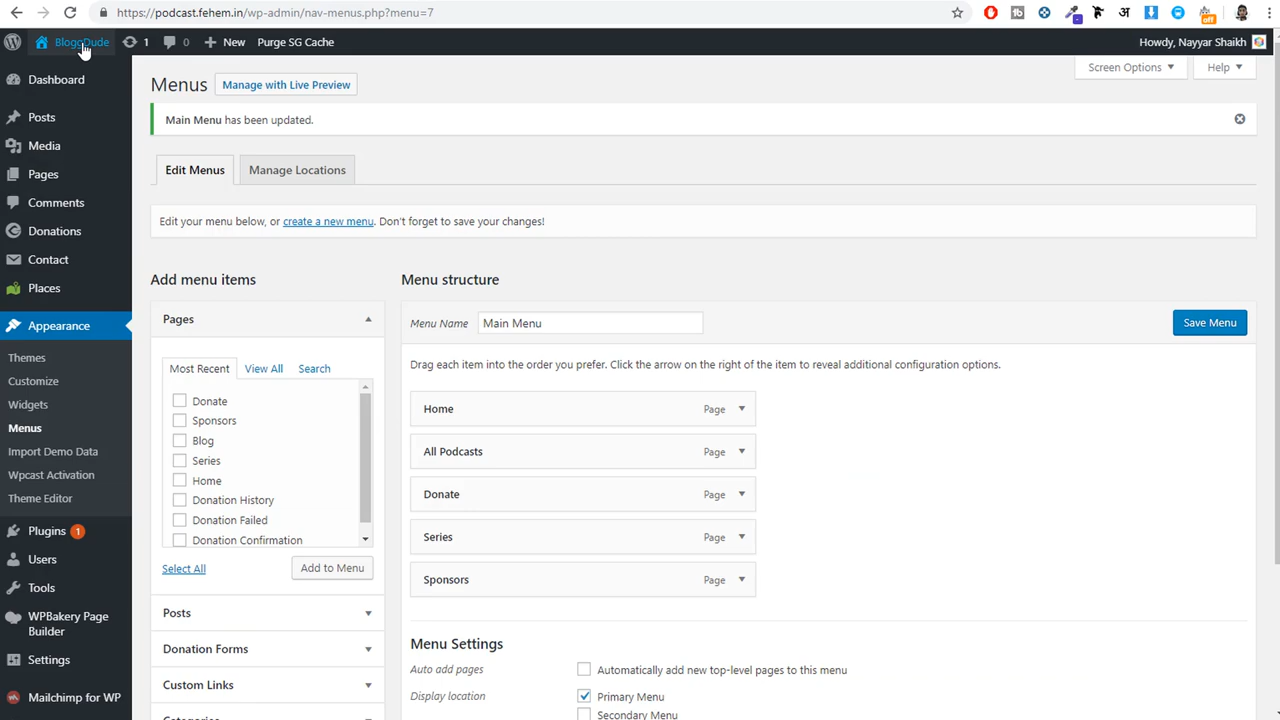 https://podcast.fehem.in/wp-admin/nav-menus.php?menu=7
BloggDude
1
0
New
Purge SG Cache
Howdy, Nayyar Shaikh
Dashboard
Posts
Media
Pages
Comments
Donations
Contact
Places
Appearance
Themes
Customize
Widgets
Menus
Import Demo Data
Wpcast Activation
Theme Editor
Plugins 1
Users
Tools
WPBakery Page
Builder
Settings
Mailchimp for WP
Screen Options
Help
Menus
Manage with Live Preview
Main Menu has been updated.
Edit Menus
Manage Locations
Edit your menu below, or create a new menu. Don't forget to save your changes!
Add menu items
Pages
Most Recent
View All
Search
Donate
Sponsors
Blog
Series
Home
Donation History
Donation Failed
Donation Confirmation
Select All
Add to Menu
Posts
Donation Forms
Custom Links
Categories
Menu structure
Menu Name
Main Menu
Save Menu
Drag each item into the order you prefer. Click the arrow on the right of the item to reveal additional configuration options.
Home Page
All Podcasts Page
Donate Page
Series Page
Sponsors Page
Menu Settings
Auto add pages
Automatically add new top-level pages to this menu
Display location
Primary Menu
Secondary Menu